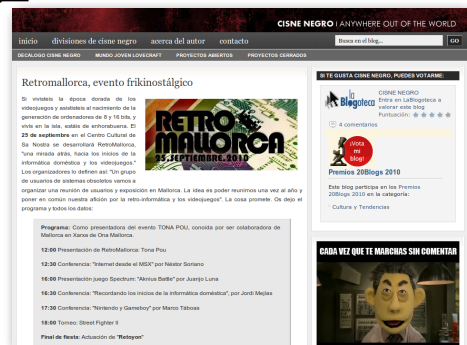 CISNE NEGRO | ANYWHERE OUT OF THE WORLD
inicio divisiones de cisne negro acerca del autor contacto
Busca en el blog... GO
DECALOGO CISNE NEGRO MUNDO JOVEN LOVECRAFT PROYECTOS ABIERTOS PROYECTOS CERRADOS
Retromallorca, evento frikinostálgico
Si vivisteis la época dorada de los
videojuegos y asististeis al nacimiento de la
generación de ordenadores de 8 y 16 bits, y
vivís en la isla, estáis de enhorabuena. El
25 de septiembre en el Centro Cultural de
Sa Nostra se desarrollará RetroMallorca,
"una mirada atrás, hacia los inicios de la
informática doméstica y los videojuegos."
Los organizadores lo definen así: "Un grupo
de usuarios de sistemas obsoletos vamos a
organizar una reunión de usuarios y exposición en Mallorca. La idea es poder reunirnos una vez al año y
poner en común nuestra afición por la retro-informática y los videojuegos". La cosa promete. Os dejo el
programa y todos los datos:
RETRO
MALLORCA
25.SEPTIEMBRE.2010
Programa: Como presentadora del evento TONA POU, conocida por ser colaboradora de
Mallorca en Xarxa de Ona Mallorca.
12:00 Presentación de RetroMallorca: Tona Pou
12:30 Conferencia: "Internet desde el MSX" por Néstor Soriano
16:00 Presentación juego Spectrum: "Aknius Battle" por Juanjo Luna
16:30 Conferencia: "Recordando los inicios de la informática doméstica", por Jordi Mejías
17:30 Conferencia: "Nintendo y Gameboy" por Marco Táboas
18:00 Torneo: Street Fighter II
Final de fiesta: Actuación de "Retoyon"
SI TE GUSTA CISNE NEGRO, PUEDES VOTARME:
la
Blogoteca
CISNE NEGRO
Entra en LaBlogoteca a
valorar este blog
Puntuación:
4 comentarios
¡Vota
mi
blog!
Premios 20Blogs 2010
Este blog participa en los Premios
20Blogs 2010 en la categoría:
Cultura y Tendencias
CADA VEZ QUE TE MARCHAS SIN COMENTAR